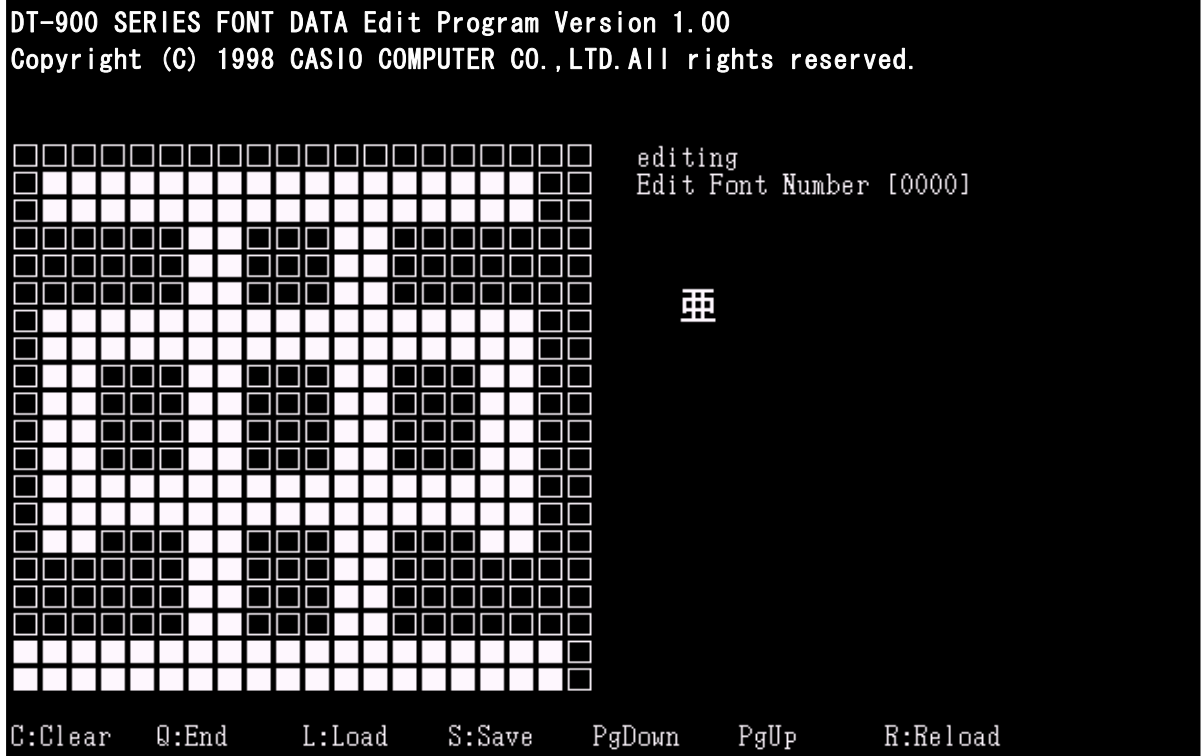 DT-900 SERIES FONT DATA Edit Program Version 1.00
Copyright (C) 1998 CASIO COMPUTER CO.,LTD.All rights reserved.
editing
Edit Font Number [0000]
亜
C:Clear Q:End L:Load S:Save PgDown PgUp R:Reload